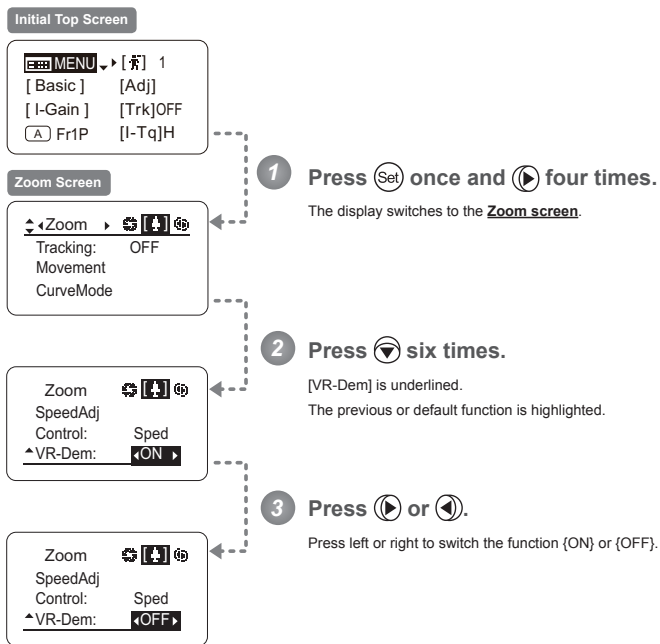 Initial Top Screen
MENU [ ] 1
[ Basic ] [Adj]
[ I-Gain ] [Trk]OFF
A Fr1P [I-Tq]H
1 Press Set once and four times.
The display switches to the Zoom screen.
Zoom Screen
Zoom
Tracking: OFF
Movement
CurveMode
2 Press six times.
[VR-Dem] is underlined.
The previous or default function is highlighted.
Zoom
SpeedAdj
Control: Sped
VR-Dem: ON
3 Press or .
Press left or right to switch the function {ON} or {OFF}.
Zoom
SpeedAdj
Control: Sped
VR-Dem: OFF